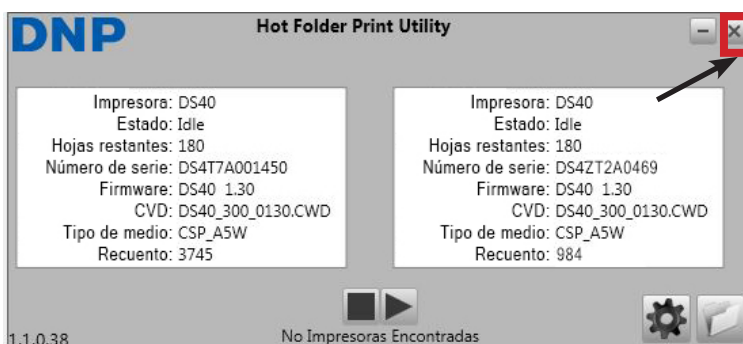 DNP
Hot Folder Print Utility
Impresora: DS40
Estado: Idle
Hojas restantes: 180
Número de serie: DS4T7A001450
Firmware: DS40 1.30
CVD: DS40_300_0130.CWD
Tipo de medio: CSP_A5W
Recuento: 3745
Impresora: DS40
Estado: Idle
Hojas restantes: 180
Número de serie: DS4ZT2A0469
Firmware: DS40 1.30
CVD: DS40_300_0130.CWD
Tipo de medio: CSP_A5W
Recuento: 984
No Impresoras Encontradas
1.1.0.38